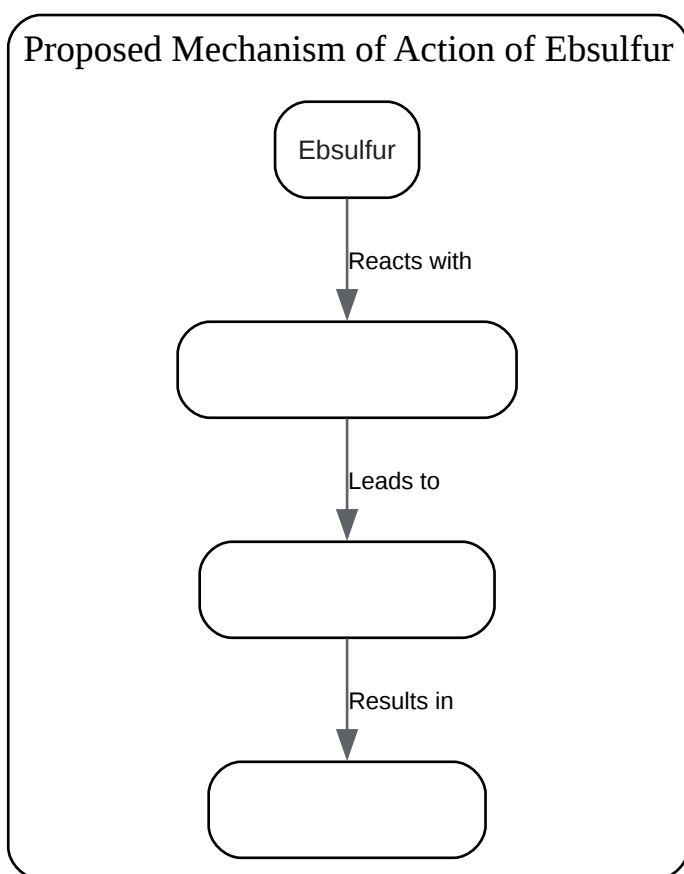 Proposed Mechanism of Action of Ebsulfur
Ebsulfur
Reacts with
Leads to
Results in